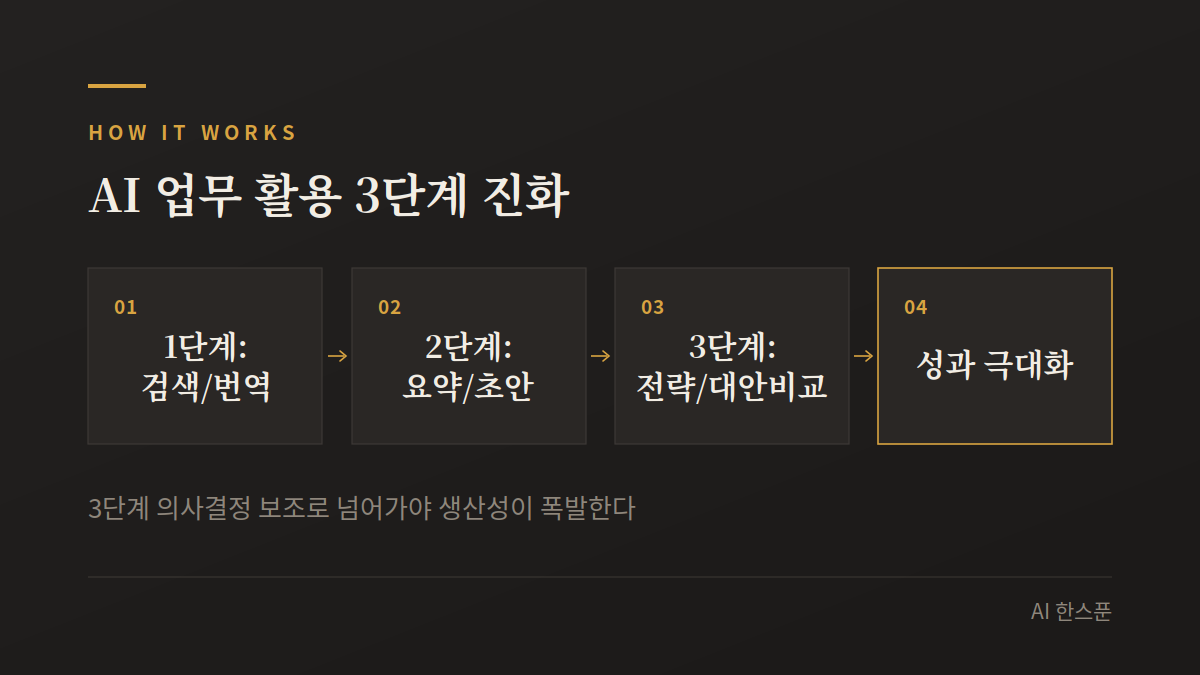 HOW IT WORKS
AI 업무 활용 3단계 진화
01
1단계:
검색/번역
→
02
2단계:
요약/초안
→
03
3단계:
전략/대안비교
→
04
성과 극대화
3단계 의사결정 보조로 넘어가야 생산성이 폭발한다
AI 한스푼